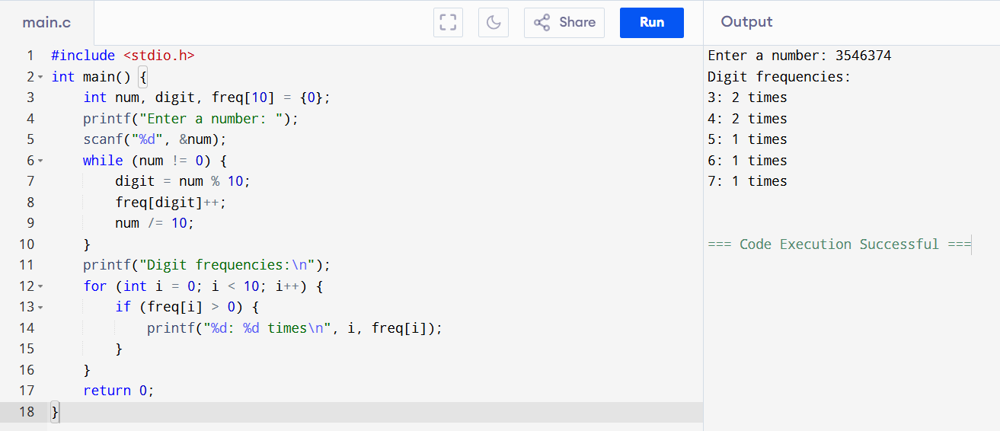 main.c
Share
Run
Output
1 #include <stdio.h>
2 int main() {
3     int num, digit, freq[10] = {0};
4     printf("Enter a number: ");
5     scanf("%d", &num);
6     while (num != 0) {
7         digit = num % 10;
8         freq[digit]++;
9         num /= 10;
10     }
11     printf("Digit frequencies:\n");
12     for (int i = 0; i < 10; i++) {
13         if (freq[i] > 0) {
14             printf("%d: %d times\n", i, freq[i]);
15         }
16     }
17     return 0;
18 }
Enter a number: 3546374
Digit frequencies:
3: 2 times
4: 2 times
5: 1 times
6: 1 times
7: 1 times
=== Code Execution Successful ===